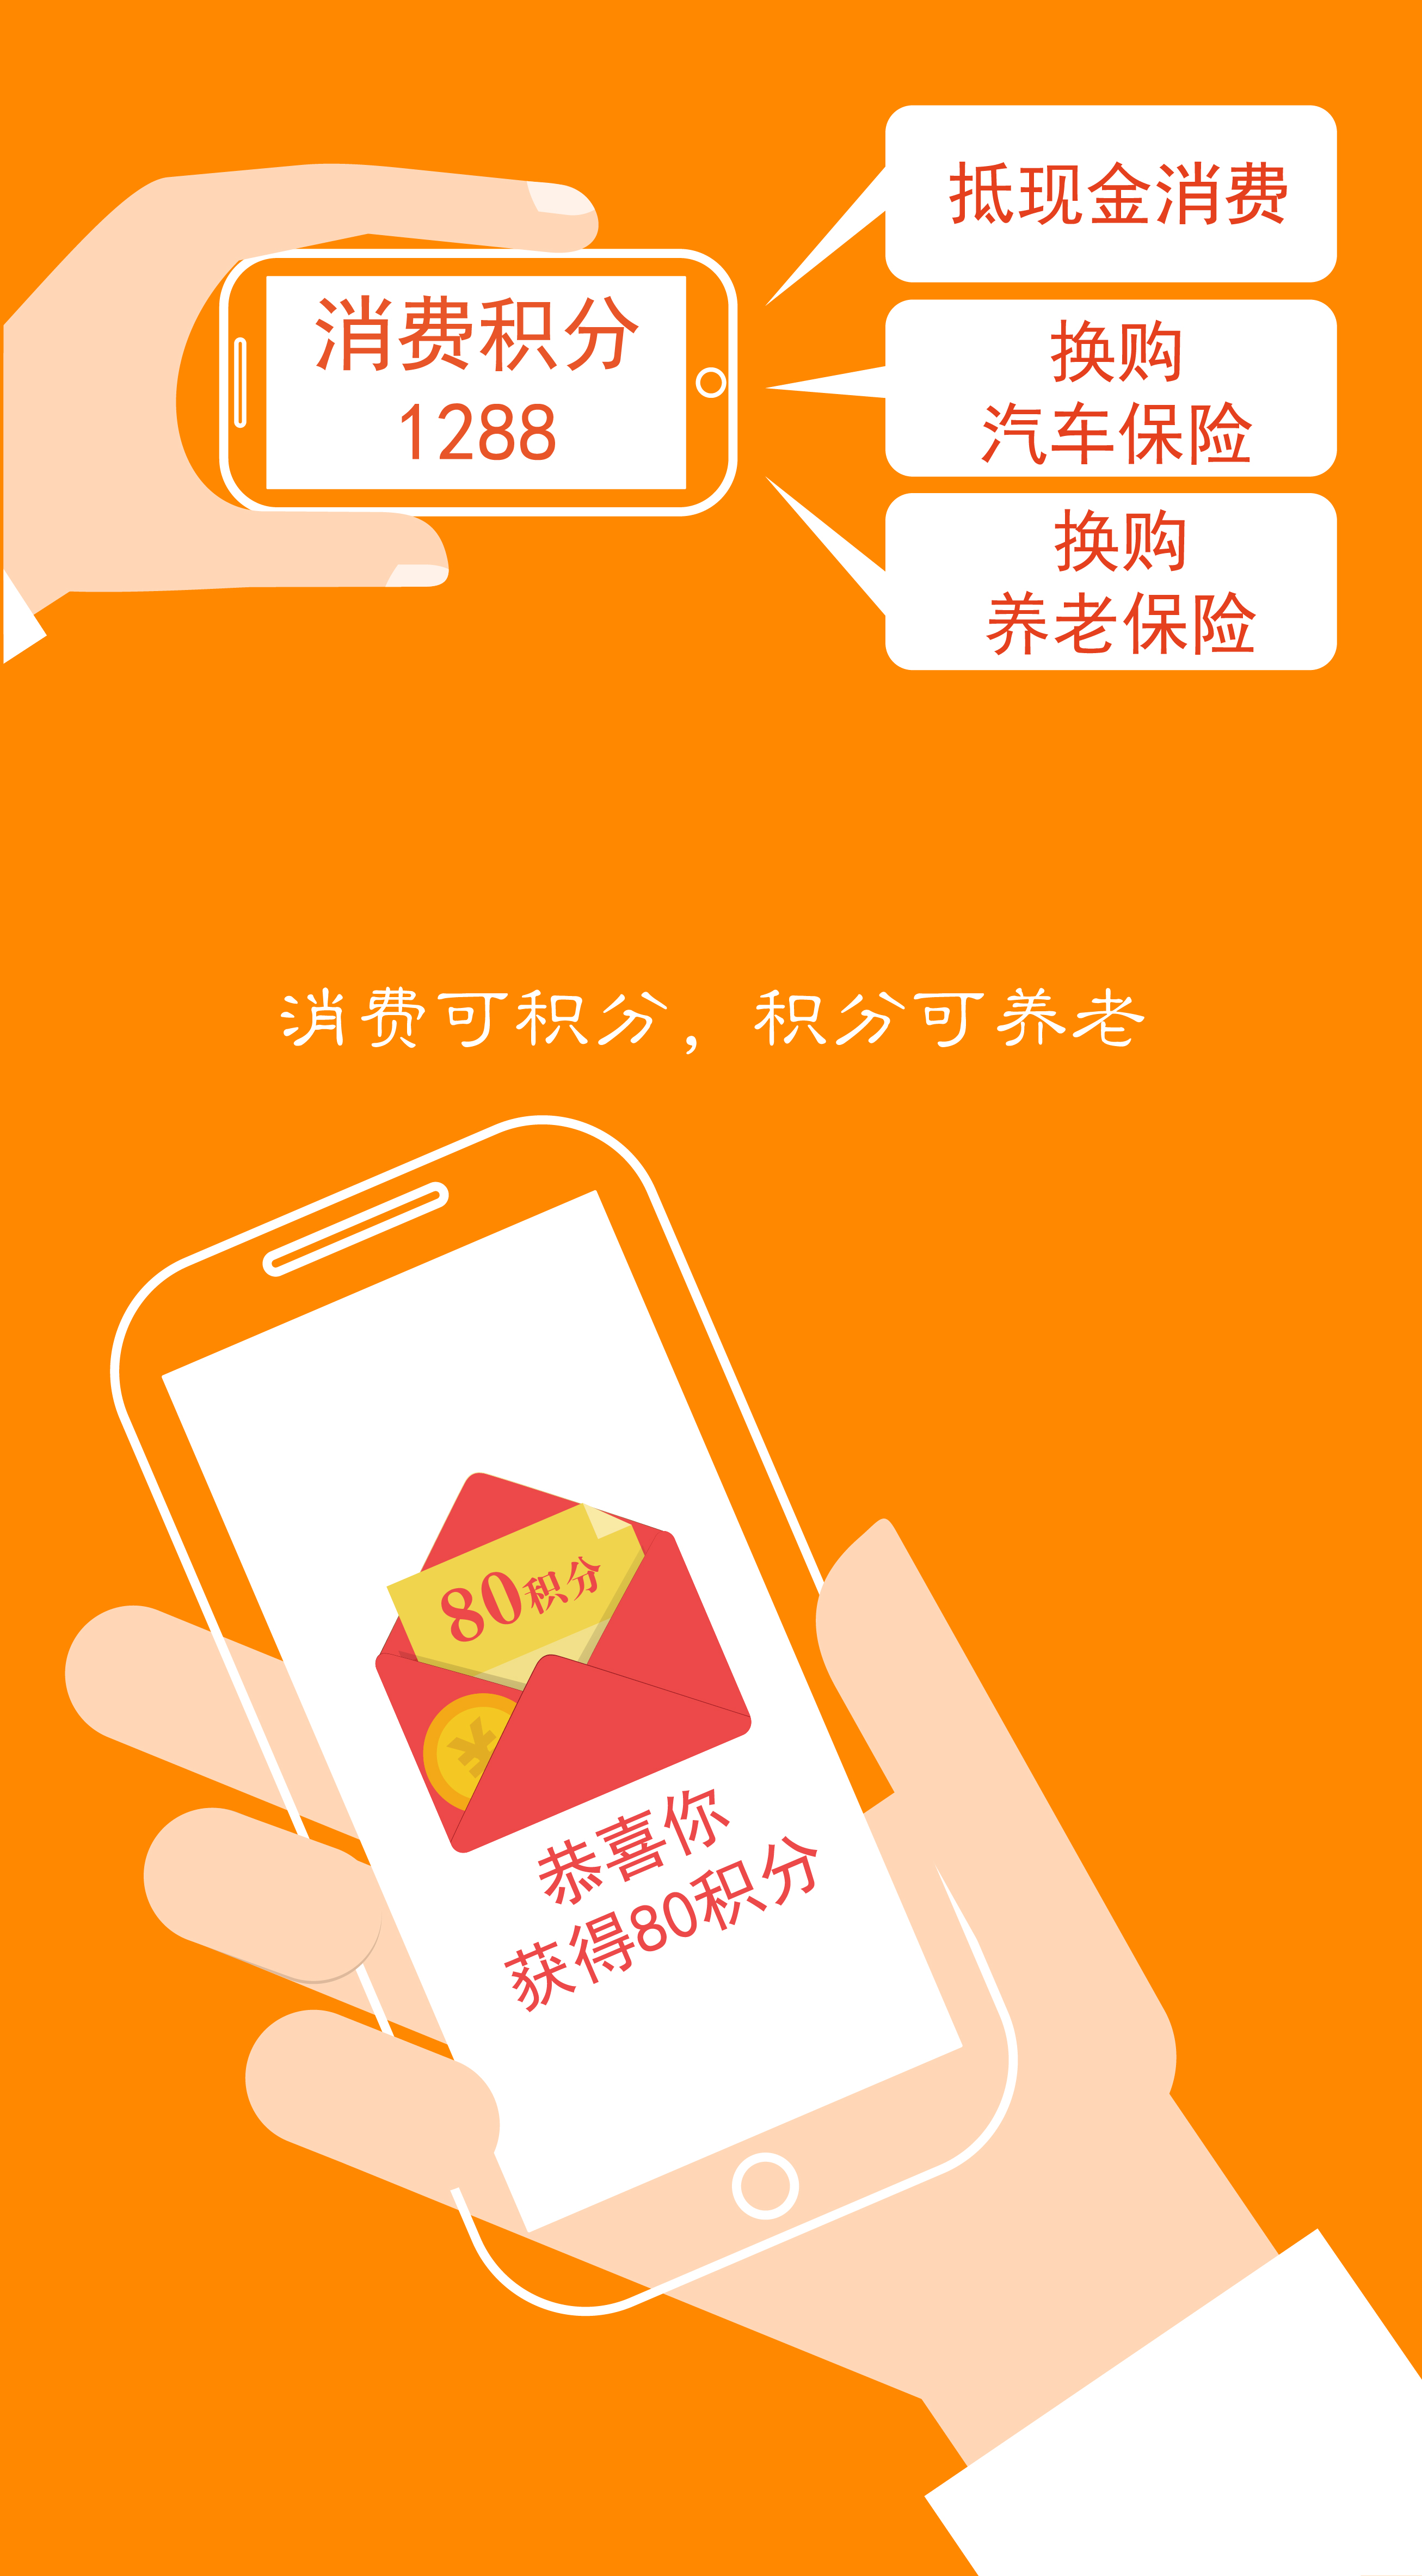 抵现金消费
消费积分
1288
换购
汽车保险
换购
养老保险
消费可积分，积分可养老
80积分
¥
恭喜你
获得80积分